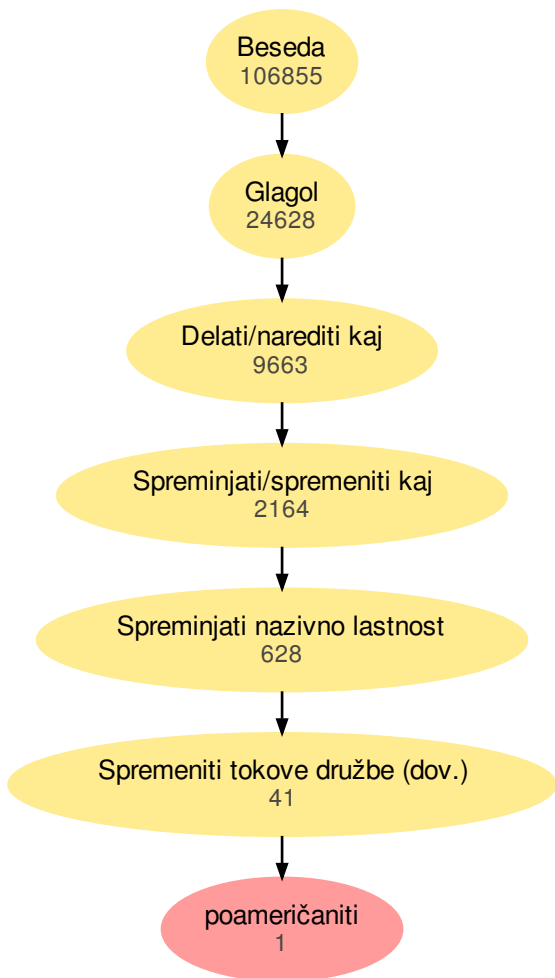 Beseda
106855
Glagol
24628
Delati/narediti kaj
9663
Spreminjati/spremeniti kaj
2164
Spreminjati nazivno lastnost
628
Spremeniti tokove družbe (dov.)
41
poameričaniti
1